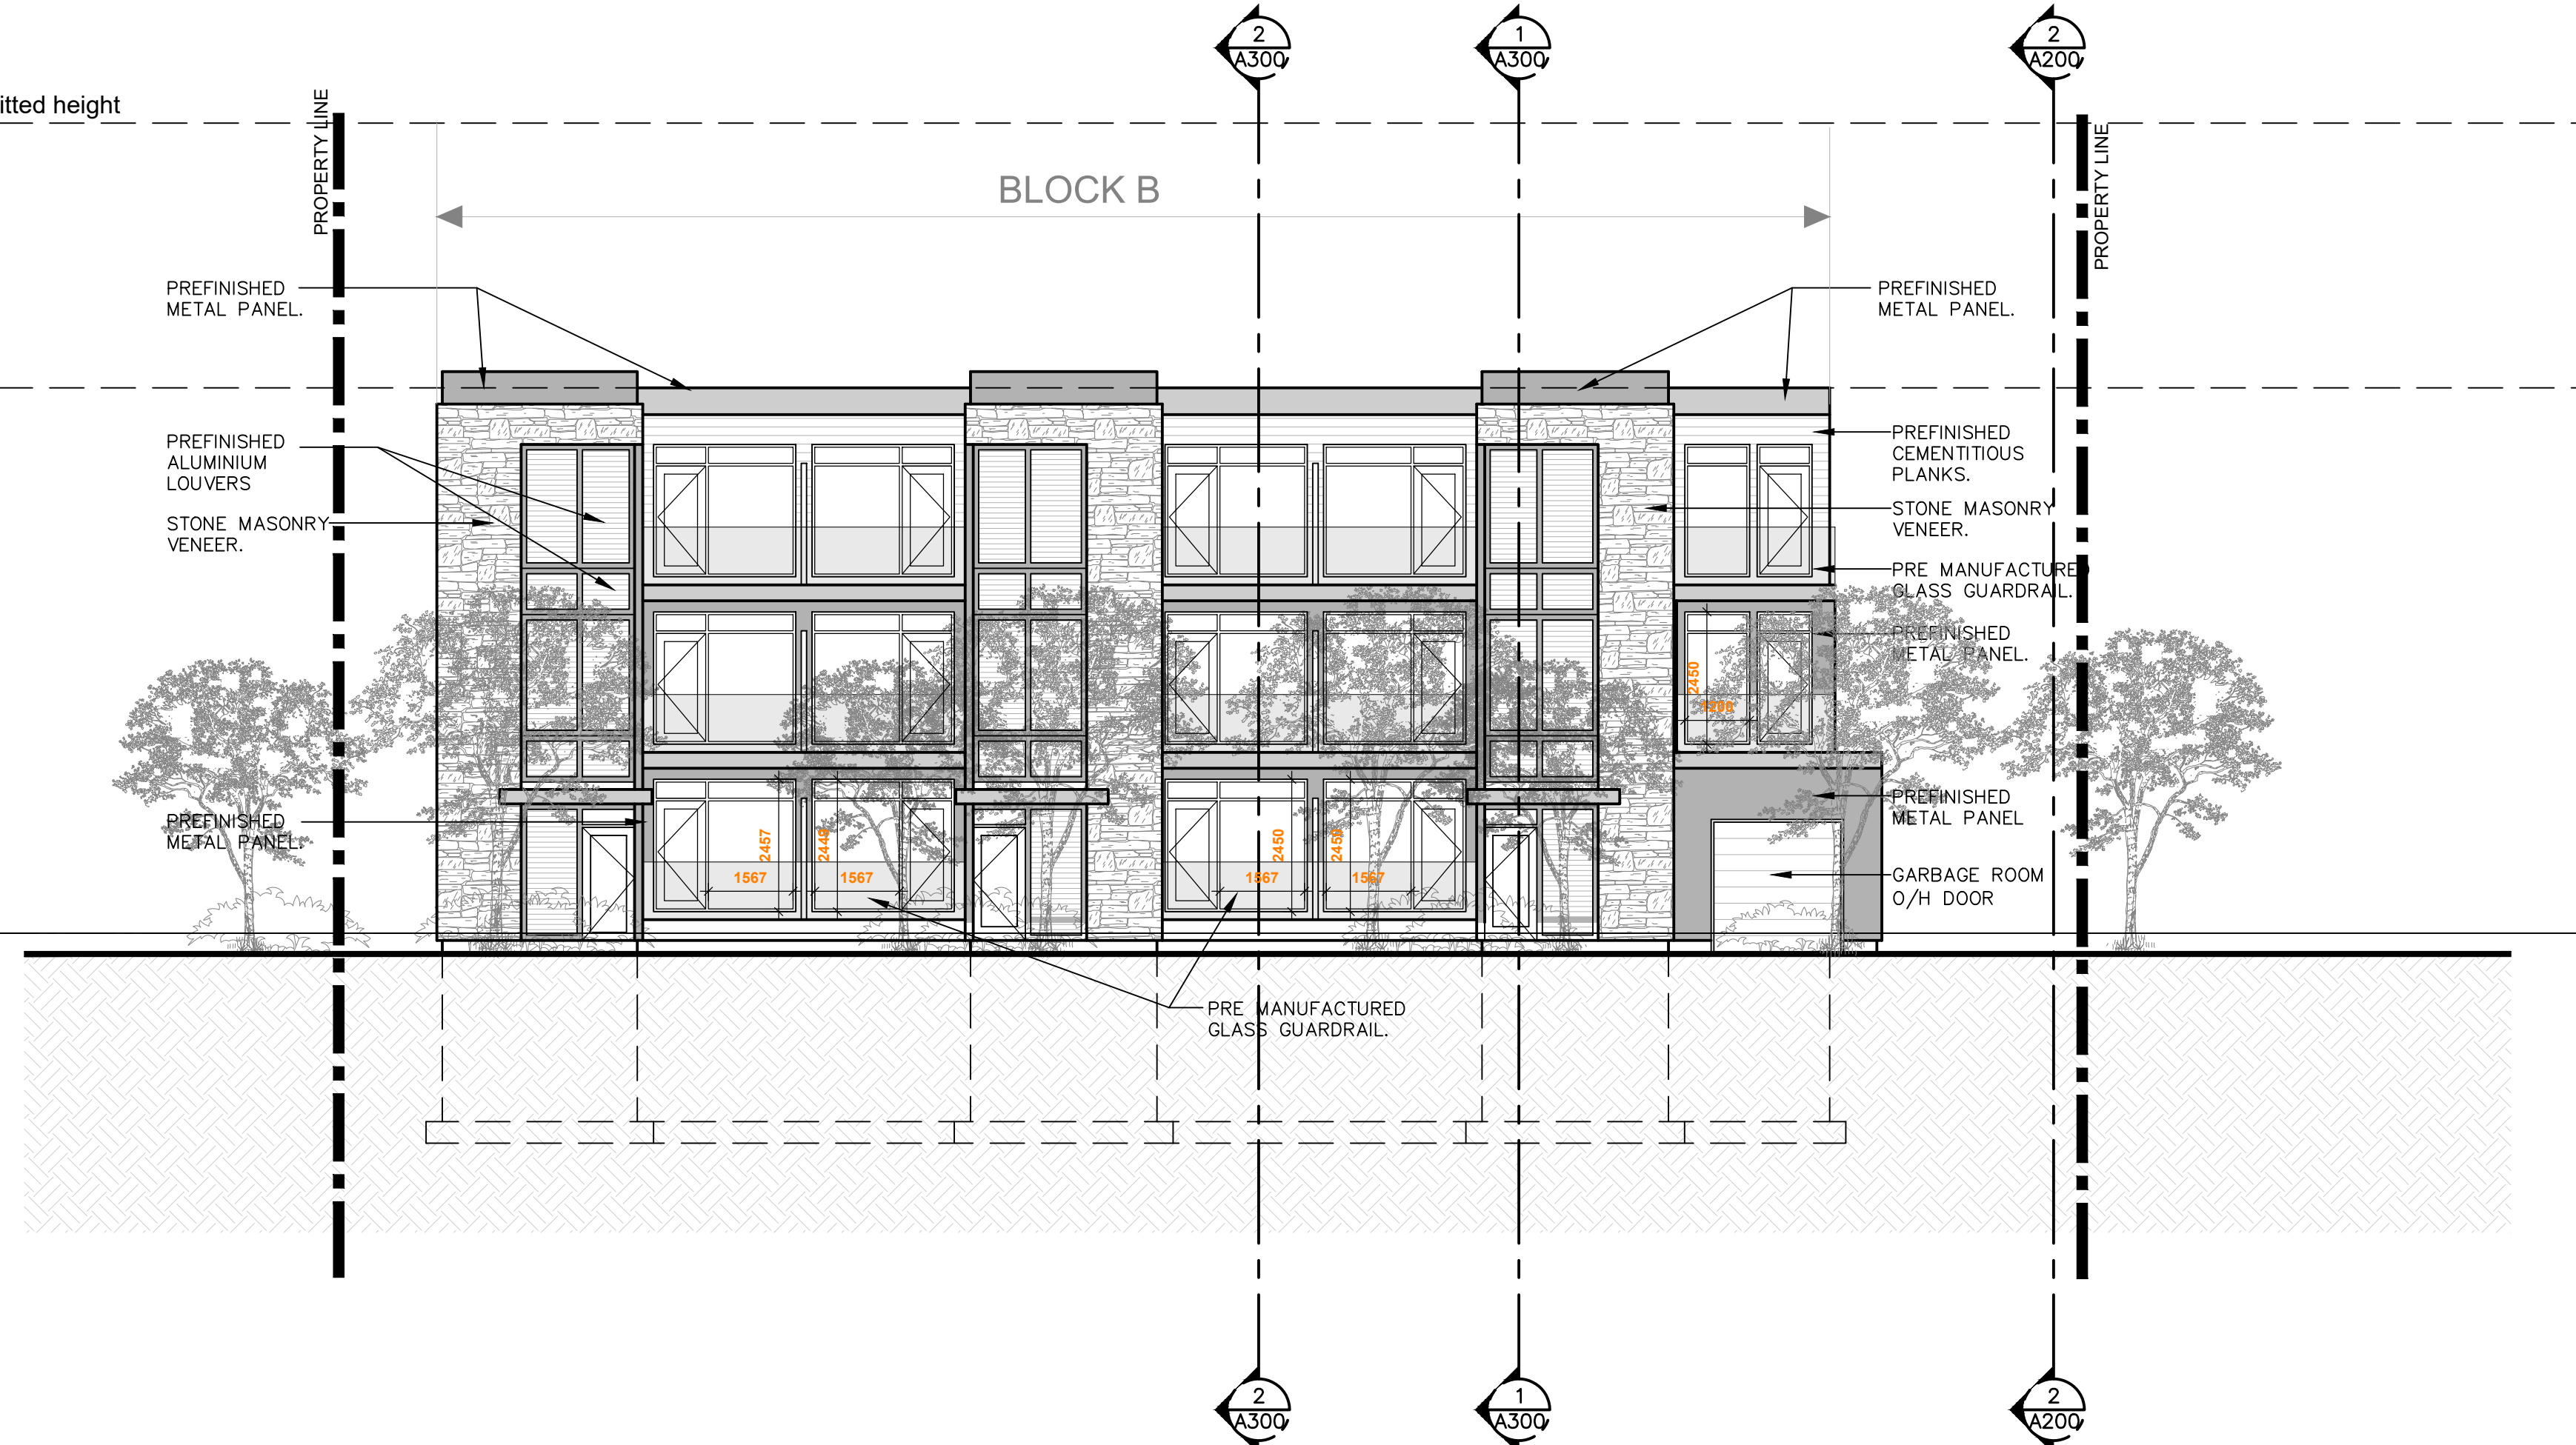 2
A300
1
A300
2
A200
itted height
PROPERTY LINE
PROPERTY LINE
BLOCK B
PREFINISHED
METAL PANEL.
PREFINISHED
METAL PANEL.
PREFINISHED
ALUMINIUM
LOUVERS
PREFINISHED
CEMENTITIOUS
PLANKS.
STONE MASONRY
VENEER.
STONE MASONRY
VENEER.
PRE MANUFACTURED
GLASS GUARDRAIL.
PREFINISHED
METAL PANEL.
2450
1200
PREFINISHED
METAL PANEL
PREFINISHED
METAL PANEL.
2457
2449
2450
2450
1567
1567
1567
1567
GARBAGE ROOM
O/H DOOR
PRE MANUFACTURED
GLASS GUARDRAIL.
2
A300
1
A300
2
A200